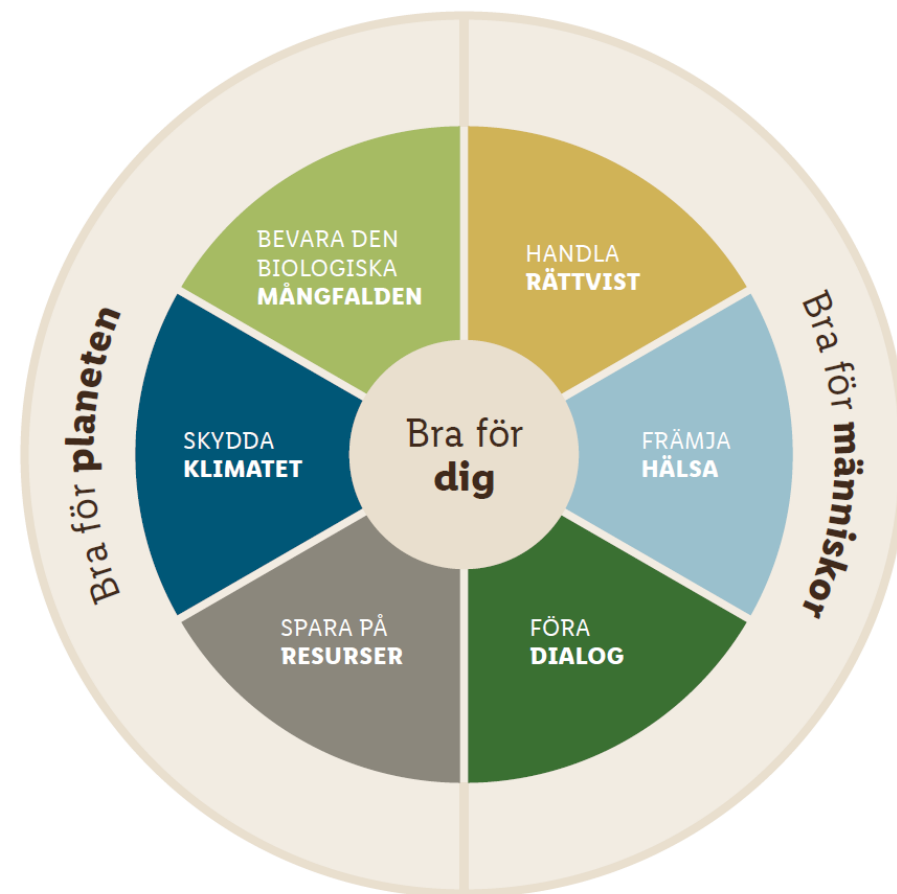 BEVARA DEN
BIOLOGISKA
MÅNGFALDEN
HANDLA
RÄTTVIST
Bra för planeten
SKYDDA
KLIMATET
Bra för
dig
FRÄMJA
HÄLSA
Bra för människor
SPARA PÅ
RESURSER
FÖRA
DIALOG